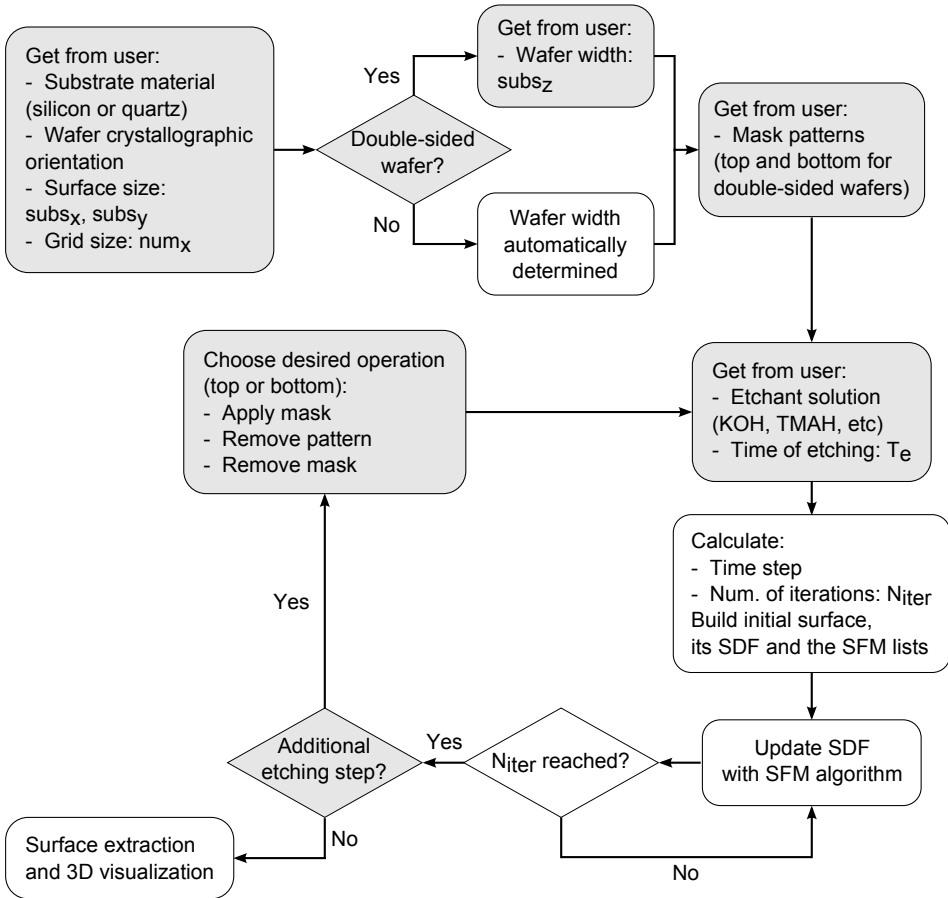 Get from user:
- Substrate material
(silicon or quartz)
- Wafer crystallographic
orientation
- Surface size:
subsx, subsy
- Grid size: numx
Double-sided
wafer?
Yes
No
Get from user:
- Wafer width:
subsz
Wafer width
automatically
determined
Get from user:
- Mask patterns
(top and bottom for
double-sided wafers)
Choose desired operation
(top or bottom):
- Apply mask
- Remove pattern
- Remove mask
Get from user:
- Etchant solution
(KOH, TMAH, etc)
- Time of etching: Te
Calculate:
- Time step
- Num. of iterations: Niter
Build initial surface,
its SDF and the SFM lists
Update SDF
with SFM algorithm
Niter reached?
Yes
No
Additional
etching step?
Yes
No
Surface extraction
and 3D visualization